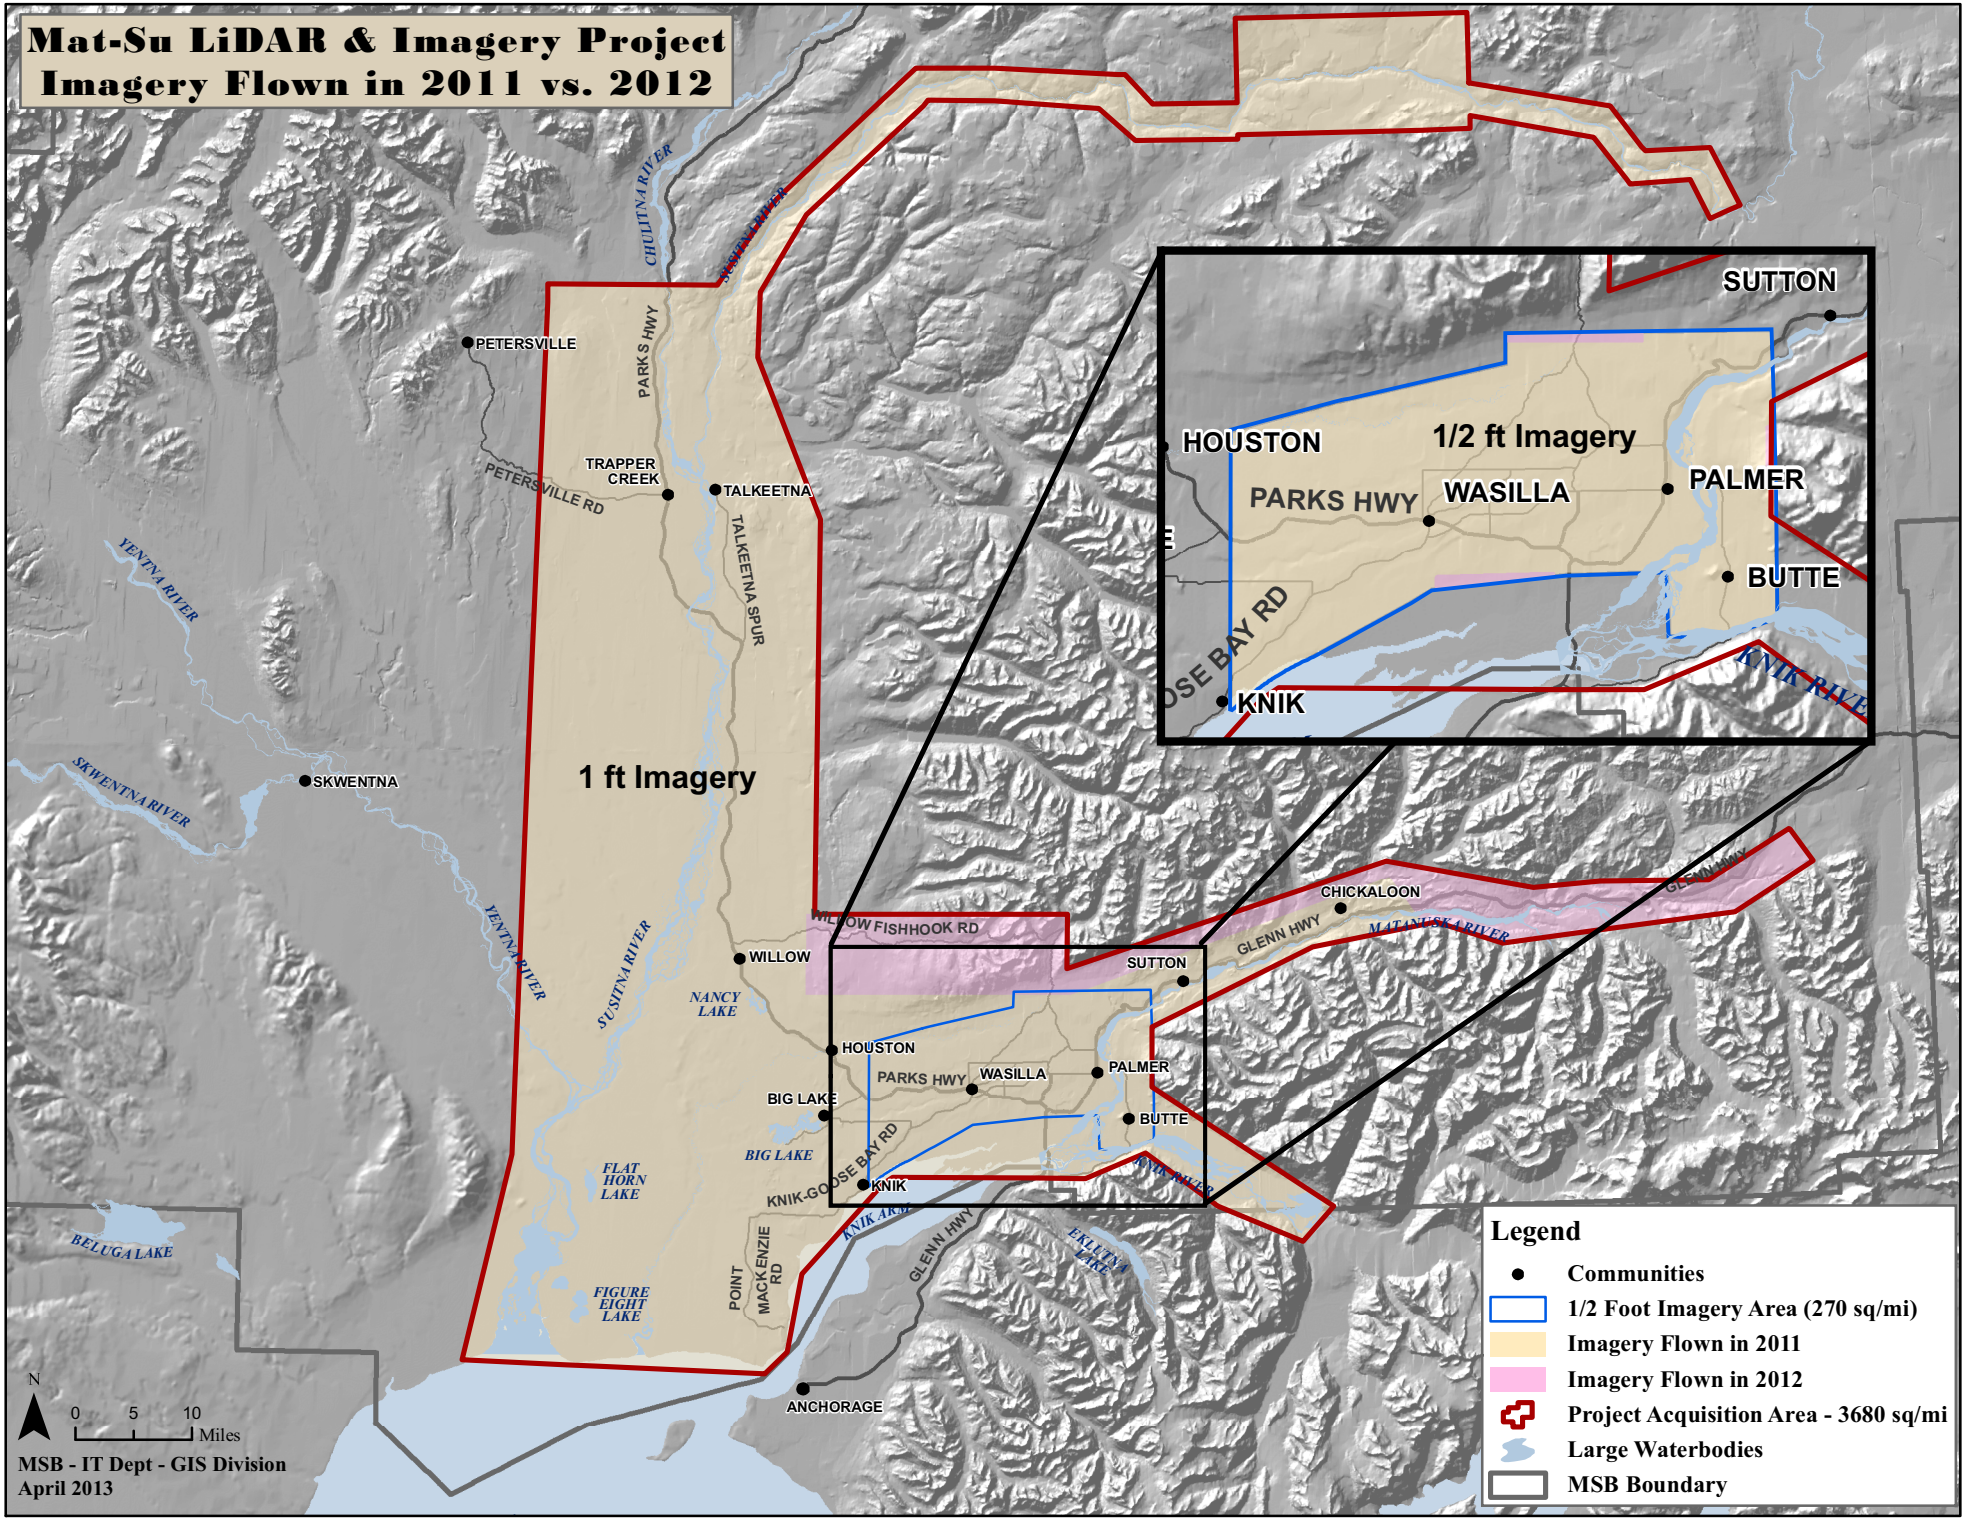 Mat-Su LiDAR & Imagery Project
Imagery Flown in 2011 vs. 2012
CHULITNA RIVER
SUSITNA RIVER
PARKS HWY
PETERSVILLE
TRAPPER
CREEK
TALKEETNA
PETERSVILLE RD
TALKEETNA SPUR
YENTNA RIVER
SKWENTNA RIVER
SKWENTNA
1 ft Imagery
YENTNA RIVER
SUSITNA RIVER
SUTTON
HOUSTON
1/2 ft Imagery
PARKS HWY
WASILLA
PALMER
E
BUTTE
OSE BAY RD
KNIK
KNIK RIVE
WILLOW FISHHOOK RD
WILLOW
NANCY
LAKE
CHICKALOON
GLENN HWY
GLENN HWY
MATANUSKA RIVER
SUTTON
HOUSTON
PARKS HWY
WASILLA
PALMER
BIG LAKE
BUTTE
BIG LAKE
KNIK-GOOSE BAY RD
KNIK
KNIK RIVER
KNIK ARM
FLAT
HORN
LAKE
POINT
MACKENZIE
RD
GLENN HWY
EKLUTNA
LAKE
BELUGA LAKE
FIGURE
EIGHT
LAKE
ANCHORAGE
N
0 5 10
Miles
MSB - IT Dept - GIS Division
April 2013
Legend
Communities
1/2 Foot Imagery Area (270 sq/mi)
Imagery Flown in 2011
Imagery Flown in 2012
Project Acquisition Area - 3680 sq/mi
Large Waterbodies
MSB Boundary